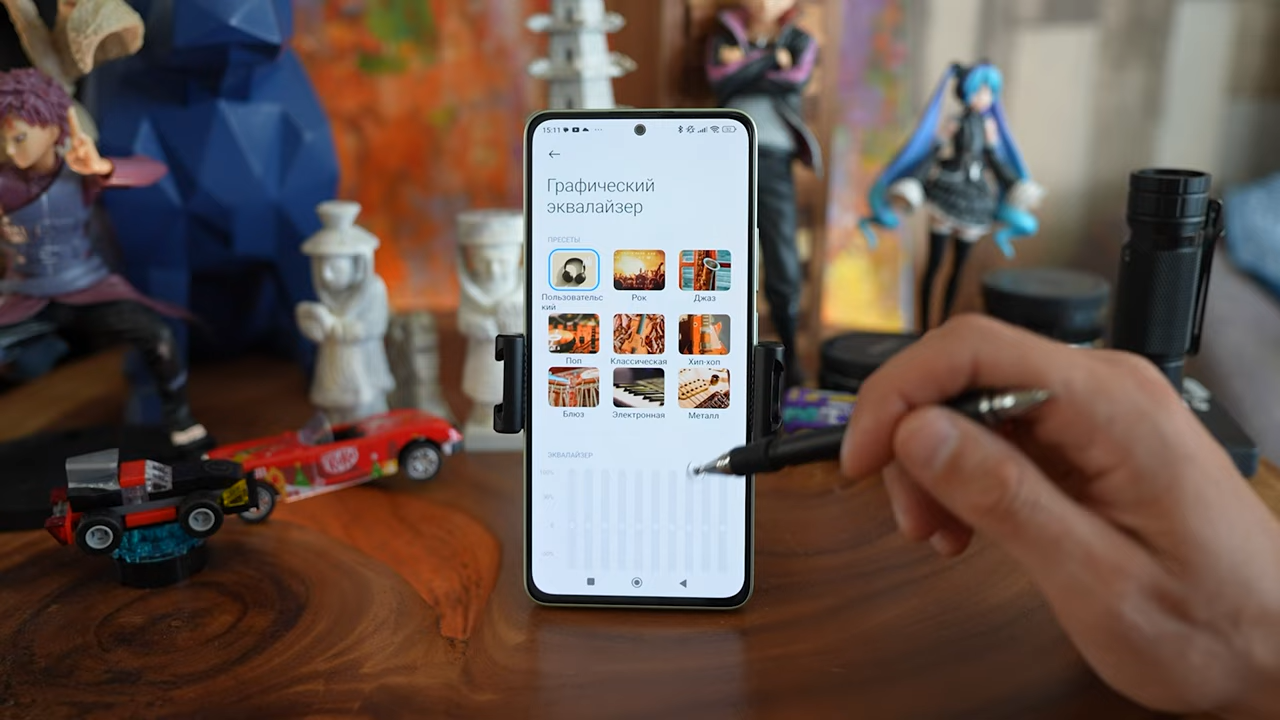 15:11
Графический
эквалайзер
ПРЕСЕТЫ
Пользовательс
кий
Рок
Джаз
Поп
Классическая
Хип-хоп
Блюз
Электронная
Металл
ЭКВАЛАЙЗЕР
KitKat